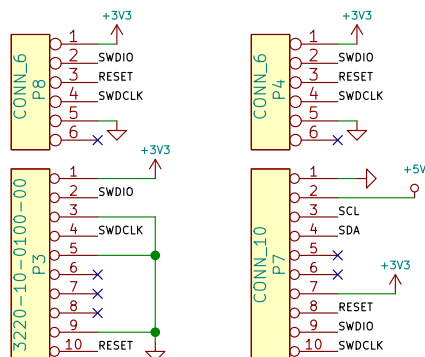 +3V3
CONN_6
P8
1
2 SWDIO
3 RESET
4 SWDCLK
5
6
+3V3
CONN_6
P4
1
2 SWDIO
3 RESET
4 SWDCLK
5
6
+3V3
3220-10-0100-00
P3
1
2 SWDIO
3
4 SWDCLK
5
6
7
8
9
10 RESET
+5V
+3V3
CONN_10
P7
1
2
3 SCL
4 SDA
5
6
7
8 RESET
9 SWDIO
10 SWDCLK